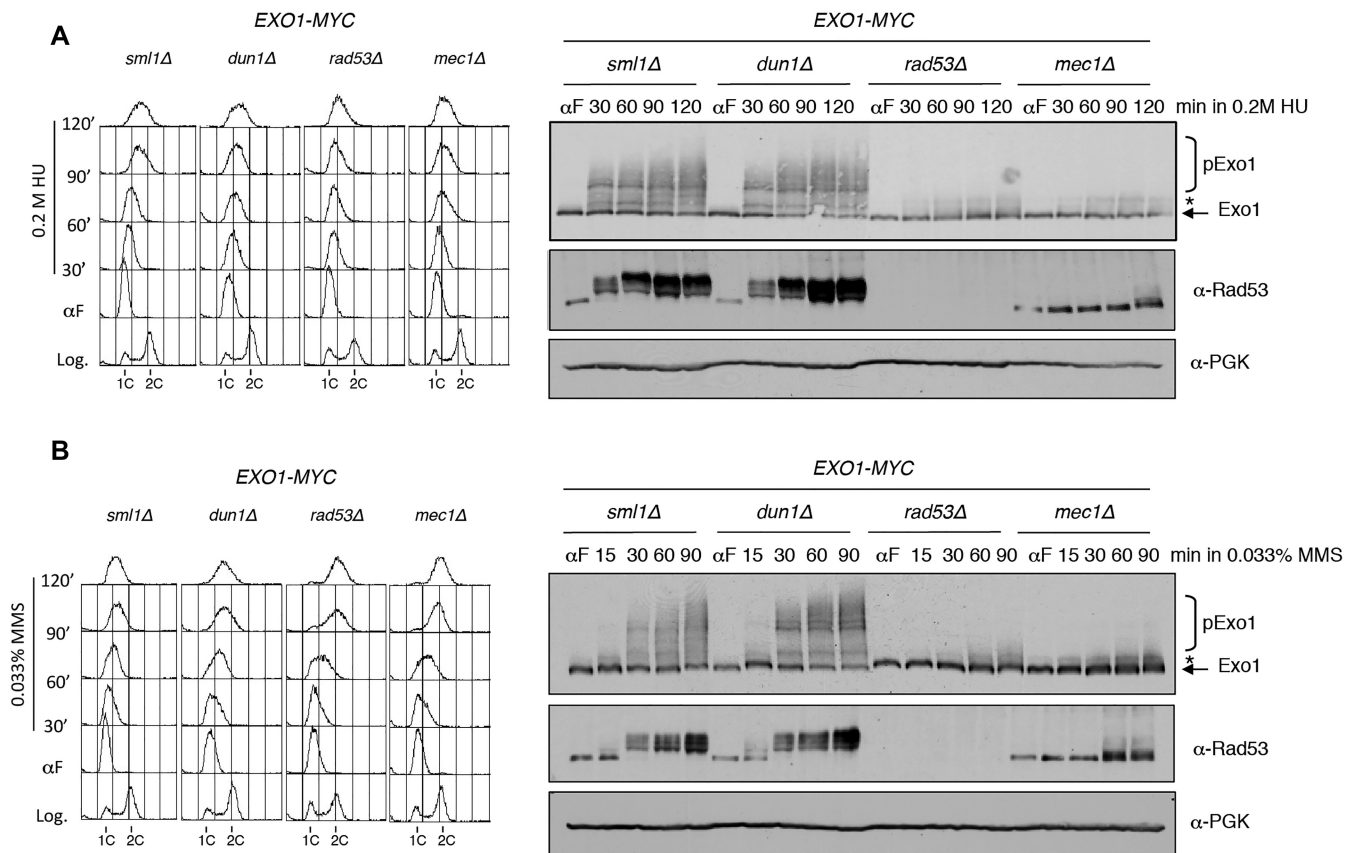 A
EXO1-MYC
sml1Δ dun1Δ rad53Δ mec1Δ
0.2 M HU
120’
90’
60’
30’
αF
Log.
1C 2C 1C 2C 1C 2C 1C 2C
EXO1-MYC
sml1Δ dun1Δ rad53Δ mec1Δ
αF 30 60 90 120 αF 30 60 90 120 αF 30 60 90 120 αF 30 60 90 120 min in 0.2M HU
pExo1
*
Exo1
α-Rad53
α-PGK
B
EXO1-MYC
sml1Δ dun1Δ rad53Δ mec1Δ
0.033% MMS
120’
90’
60’
30’
αF
Log.
1C 2C 1C 2C 1C 2C 1C 2C
EXO1-MYC
sml1Δ dun1Δ rad53Δ mec1Δ
αF 15 30 60 90 αF 15 30 60 90 αF 15 30 60 90 αF 15 30 60 90 min in 0.033% MMS
pExo1
*
Exo1
α-Rad53
α-PGK